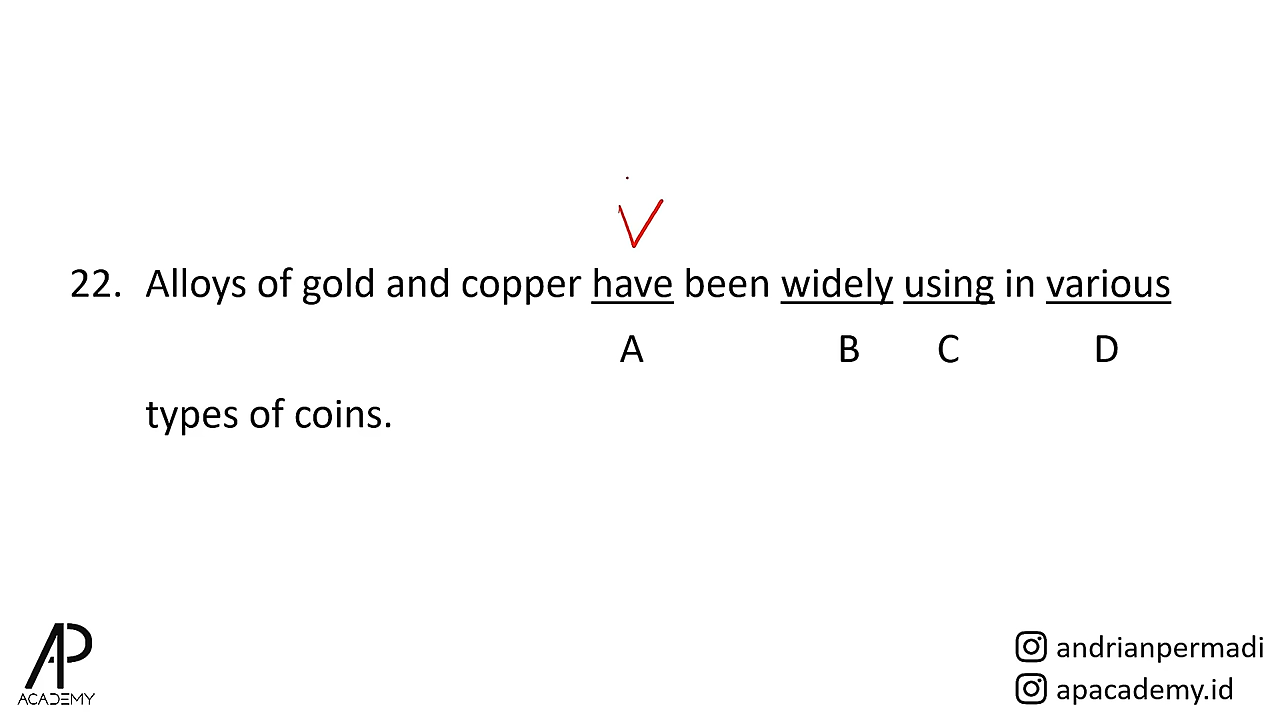 22. Alloys of gold and copper have been widely using in various
A B C D
types of coins.
AP
ACADEMY
andrianpermadi
apacademy.id